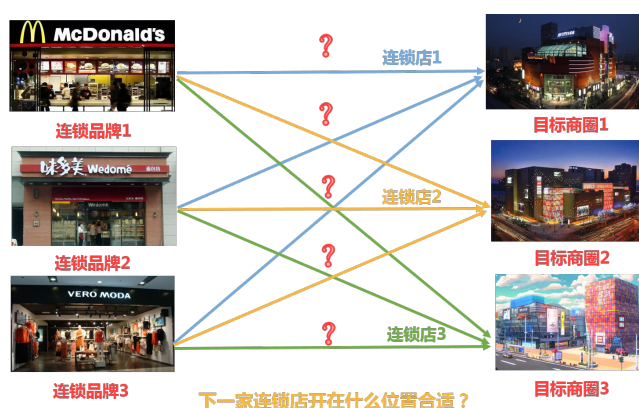 McDonald's
?
连锁店1
连锁品牌1
?
目标商圈1
味多美 Wedomé
Wedomé
?
连锁店2
连锁品牌2
目标商圈2
?
VERO MODA
?
连锁店3
连锁品牌3
目标商圈3
下一家连锁店开在什么位置合适？